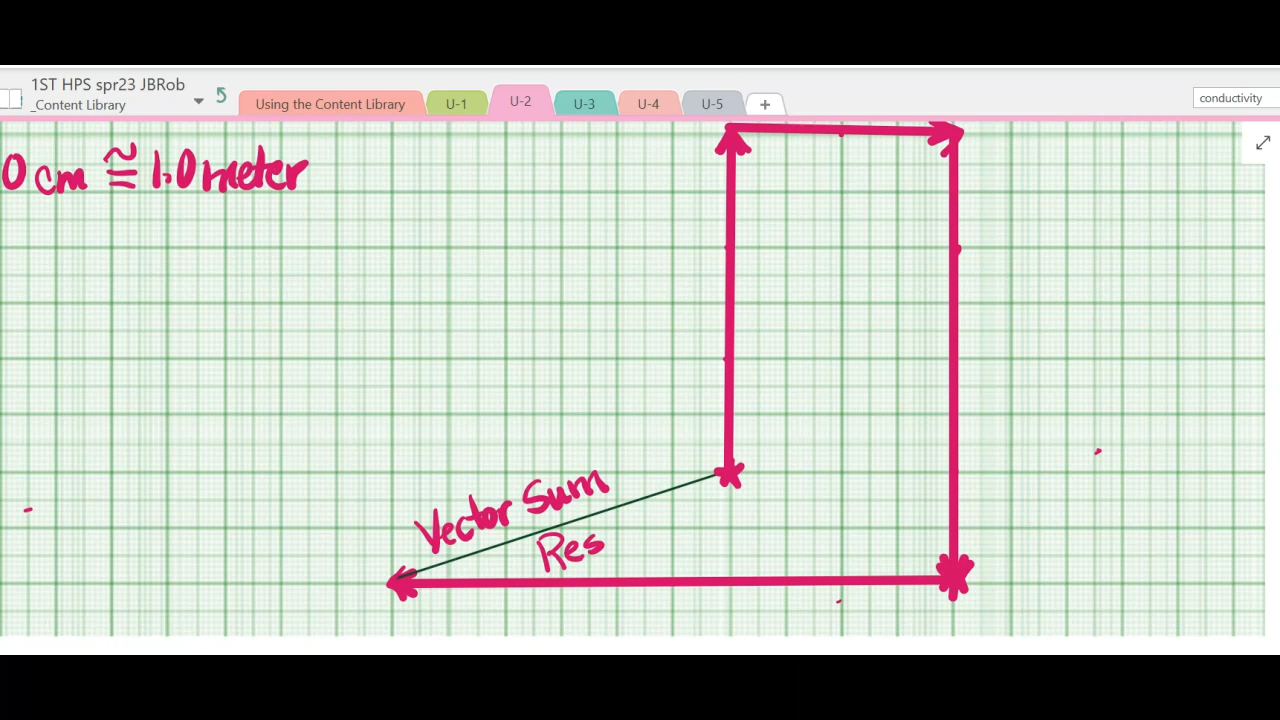 1ST HPS spr23 JBRob
_Content Library
Using the Content Library
U-1
U-2
U-3
U-4
U-5
+
conductivity
0 cm ≅ 1.0 meter
Vector Sum
Res